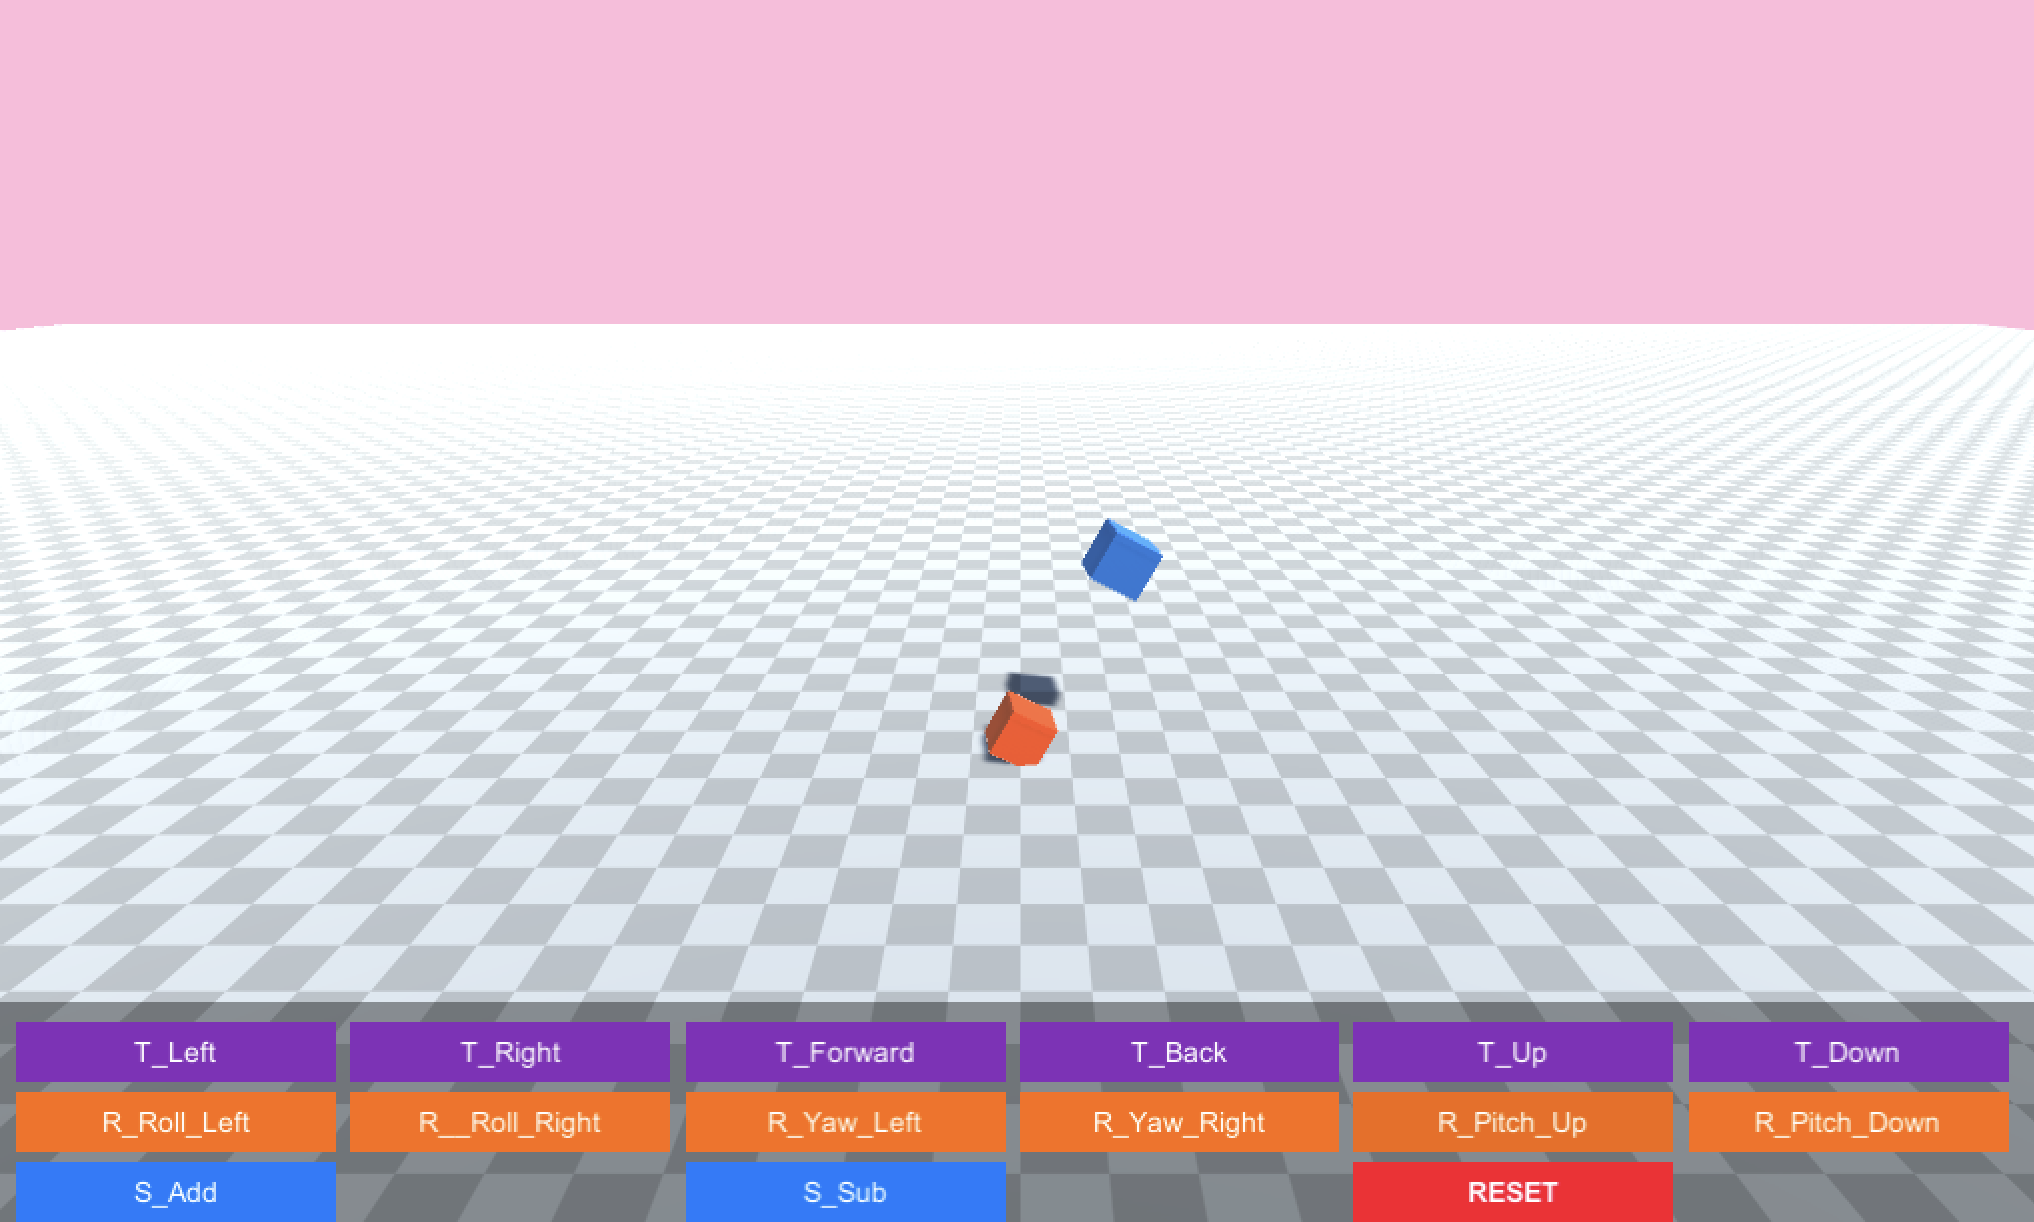 T_Left T_Right T_Forward T_Back T_Up T_Down
R_Roll_Left R__Roll_Right R_Yaw_Left R_Yaw_Right R_Pitch_Up R_Pitch_Down
S_Add S_Sub RESET